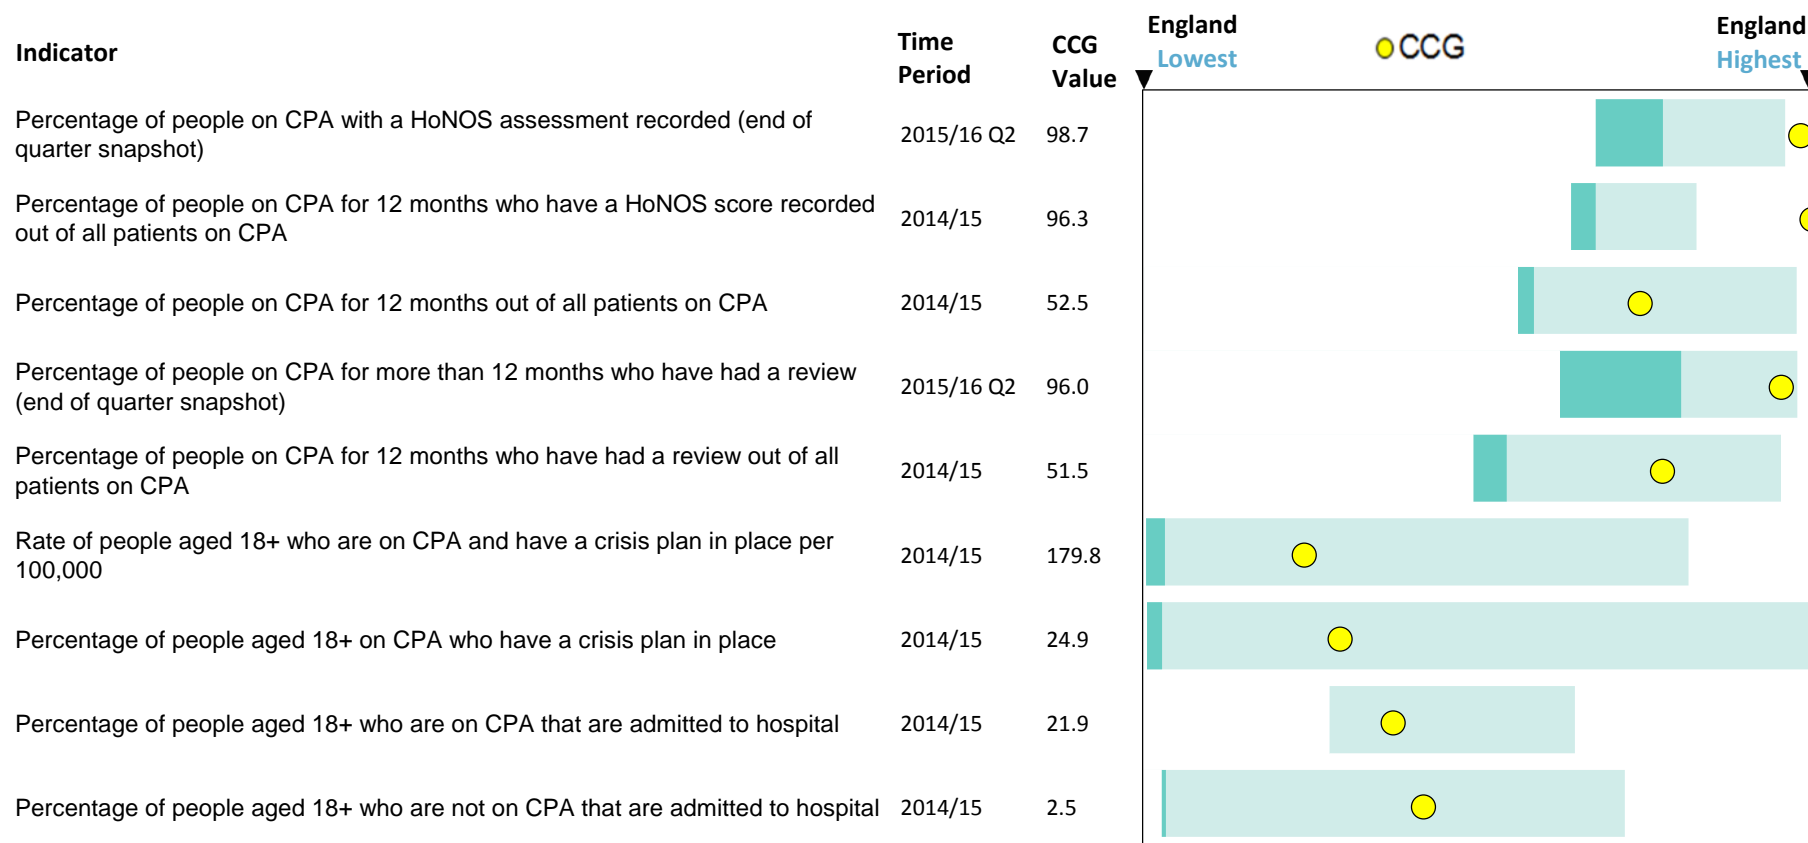 Indicator
Time Period
CCG Value
England Lowest
CCG
England Highest
Percentage of people on CPA with a HoNOS assessment recorded (end of
quarter snapshot)
2015/16 Q2 98.7
Percentage of people on CPA for 12 months who have a HoNOS score recorded
out of all patients on CPA
2014/15 96.3
Percentage of people on CPA for 12 months out of all patients on CPA 2014/15 52.5
Percentage of people on CPA for more than 12 months who have had a review
(end of quarter snapshot)
2015/16 Q2 96.0
Percentage of people on CPA for 12 months who have had a review out of all
patients on CPA
2014/15 51.5
Rate of people aged 18+ who are on CPA and have a crisis plan in place per
100,000
2014/15 179.8
Percentage of people aged 18+ on CPA who have a crisis plan in place 2014/15 24.9
Percentage of people aged 18+ who are on CPA that are admitted to hospital 2014/15 21.9
Percentage of people aged 18+ who are not on CPA that are admitted to hospital 2014/15 2.5